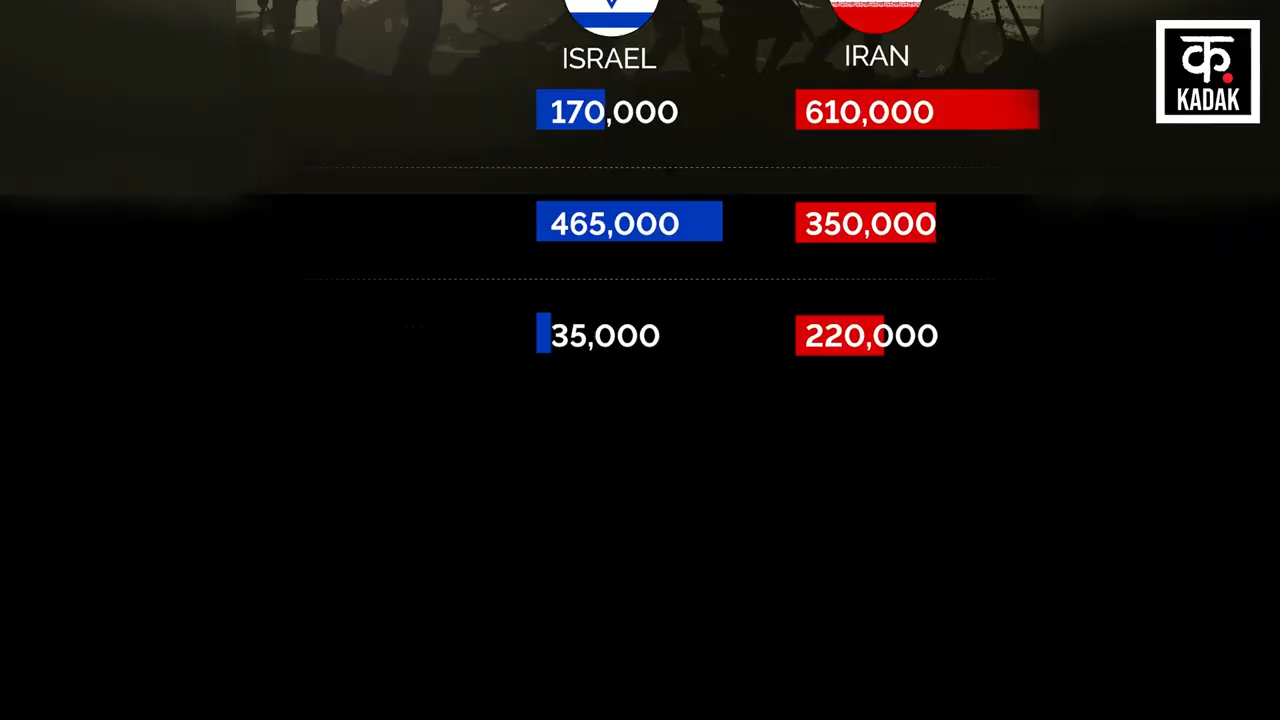 ISRAEL IRAN
170,000 610,000
465,000 350,000
35,000 220,000
क.
KADAK